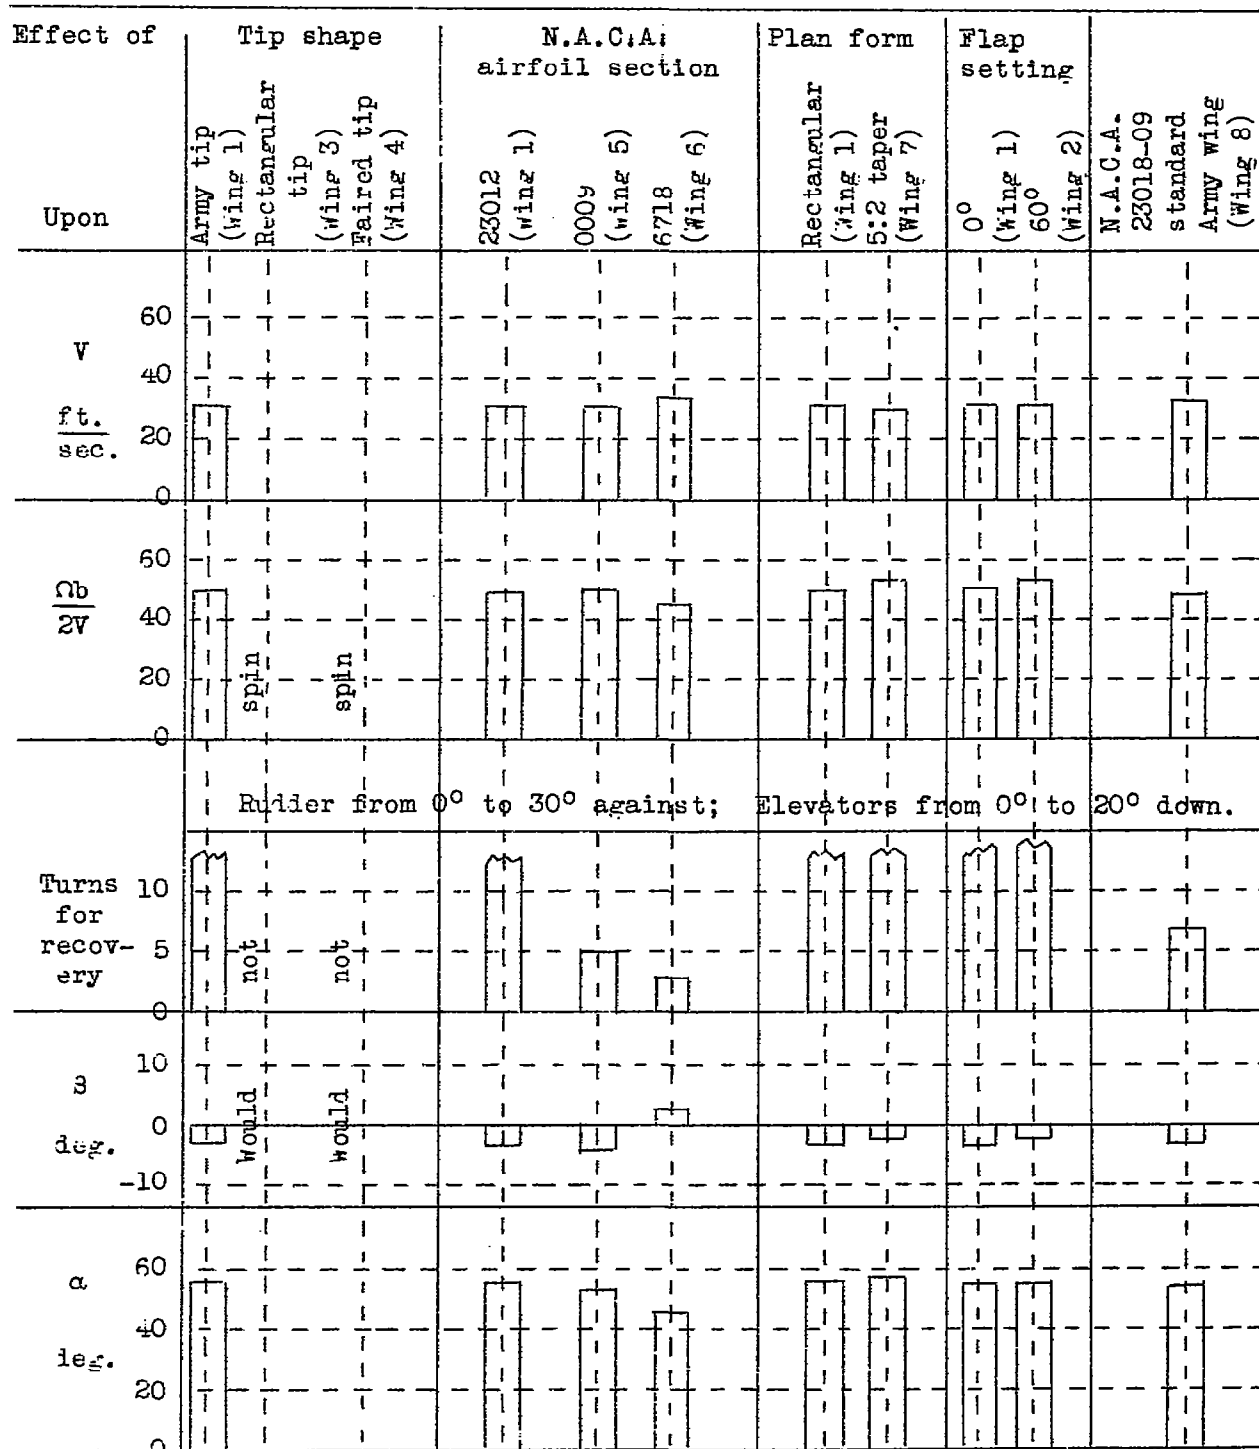 Effect of
Upon
Tip shape
Army tip
(Wing 1)
Rectangular
tip
(Wing 3)
Faired tip
(Wing 4)
N.A.C.A.
airfoil section
23012
(Wing 1)
0009
(Wing 5)
6718
(Wing 6)
Plan form
Rectangular
(Wing 1)
5:2 taper
(Wing 7)
Flap
setting
0°
(Wing 1)
60°
(Wing 2)
N.A.C.A.
23018-09
standard
Army wing
(Wing 8)
V
ft.
sec.
60
40
20
0
Ωb
2V
60
40
20
0
Rudder from 0° to 30° against; Elevators from 0° to 20° down.
Turns
for
recov-
ery
10
5
0
β
deg.
10
0
-10
α
deg.
60
40
20
0
Would not spin
Would not spin